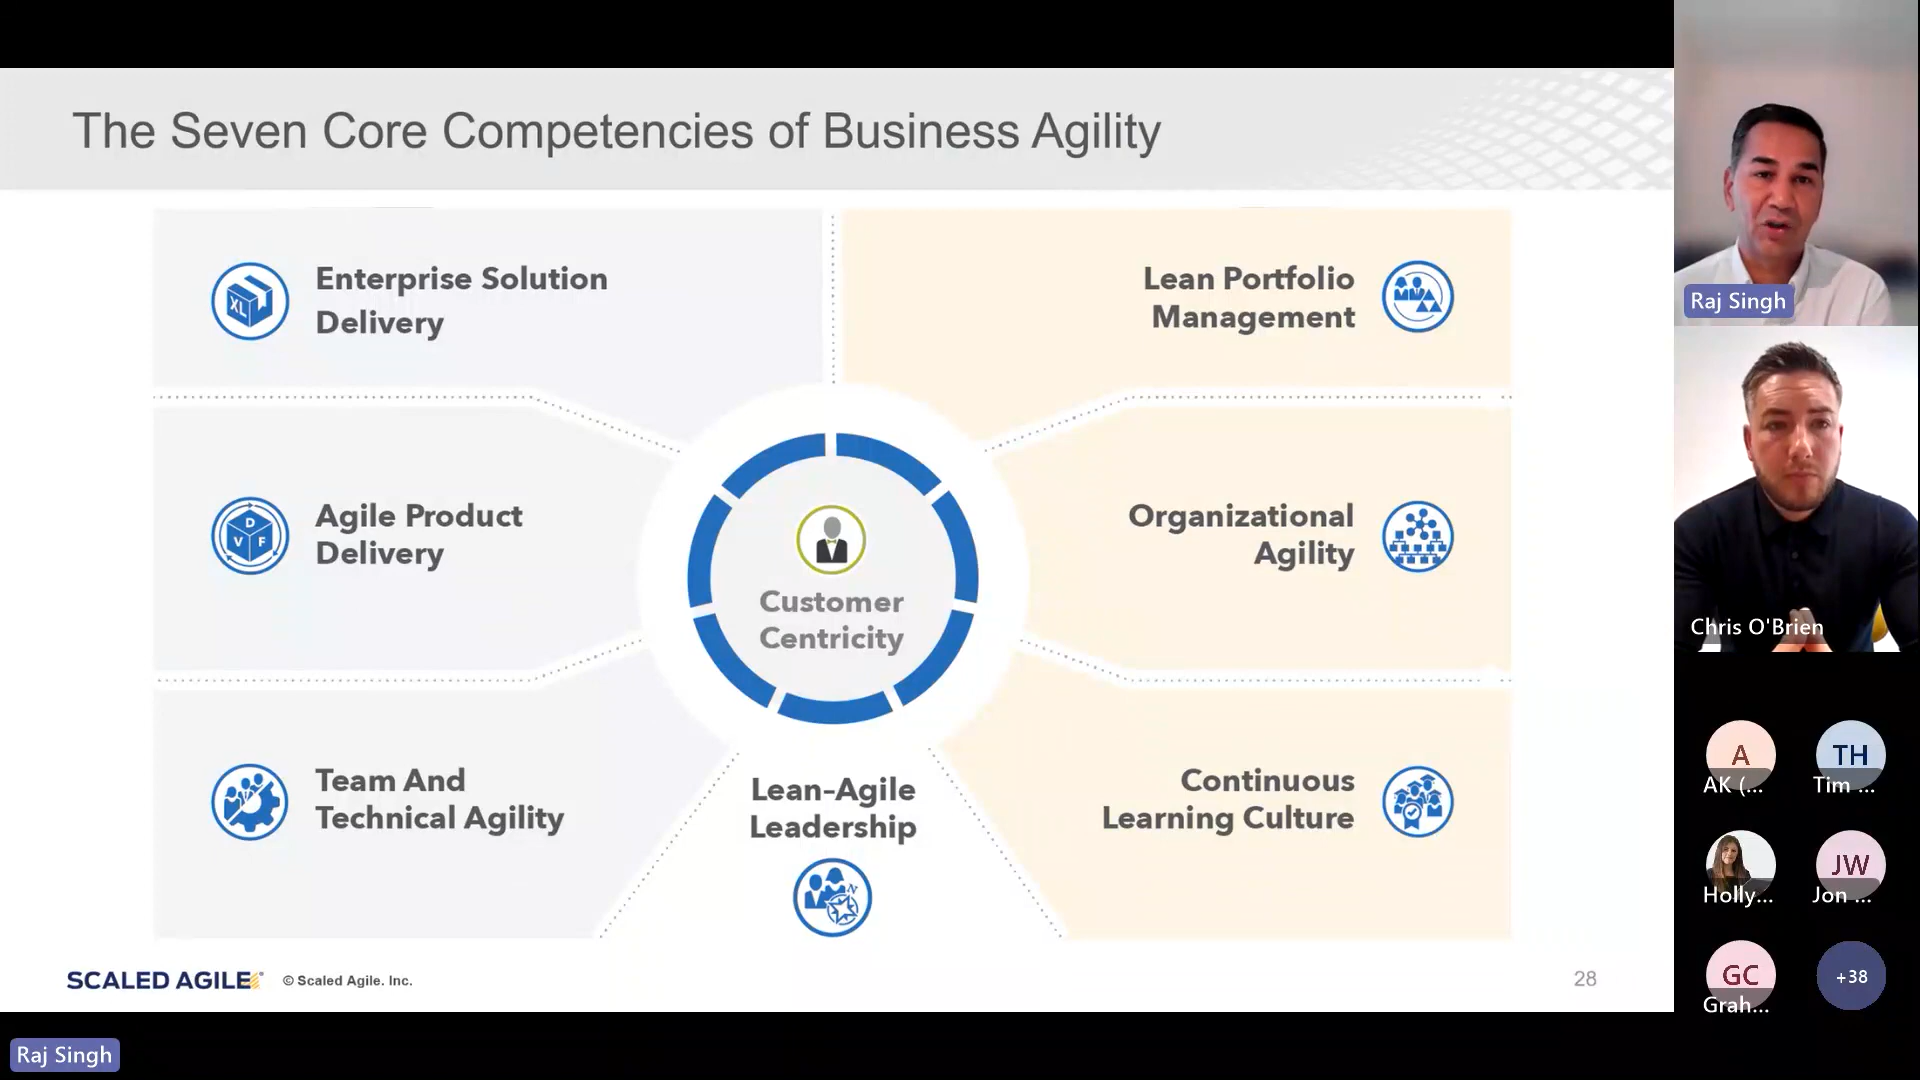 The Seven Core Competencies of Business Agility
Enterprise Solution
Delivery
XL
Lean Portfolio
Management
Agile Product
Delivery
D
V F
Organizational
Agility
Customer
Centricity
Team And
Technical Agility
Lean-Agile
Leadership
N
Continuous
Learning Culture
SCALED AGILE
© Scaled Agile. Inc.
28
Raj Singh
Raj Singh
Chris O'Brien
A
AK (...
TH
Tim ...
Holly...
JW
Jon ...
GC
Grah...
+38